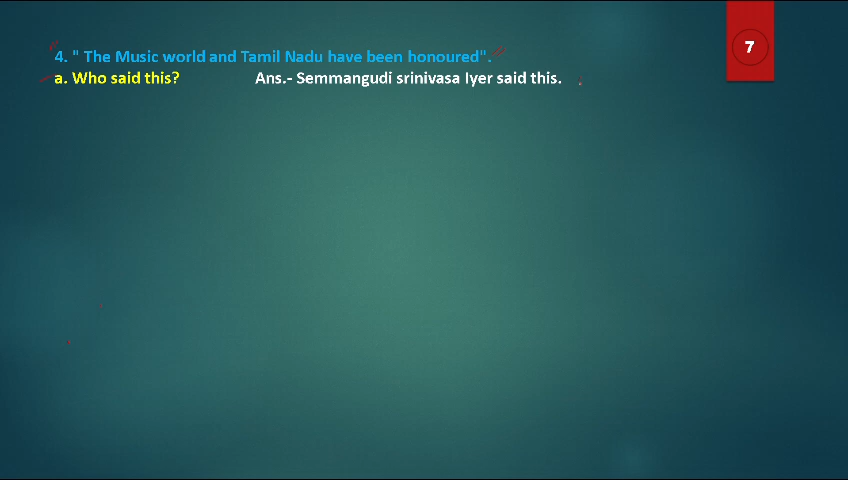 7
4. " The Music world and Tamil Nadu have been honoured".
a. Who said this? Ans.- Semmangudi srinivasa Iyer said this.